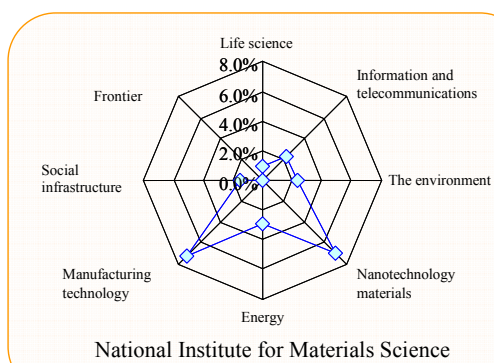 Life science
8.0%
Information and
telecommunications
6.0%
Frontier
4.0%
2.0%
Social
infrastructure
0.0%
The environment
Manufacturing
technology
Nanotechnology
materials
Energy
National Institute for Materials Science